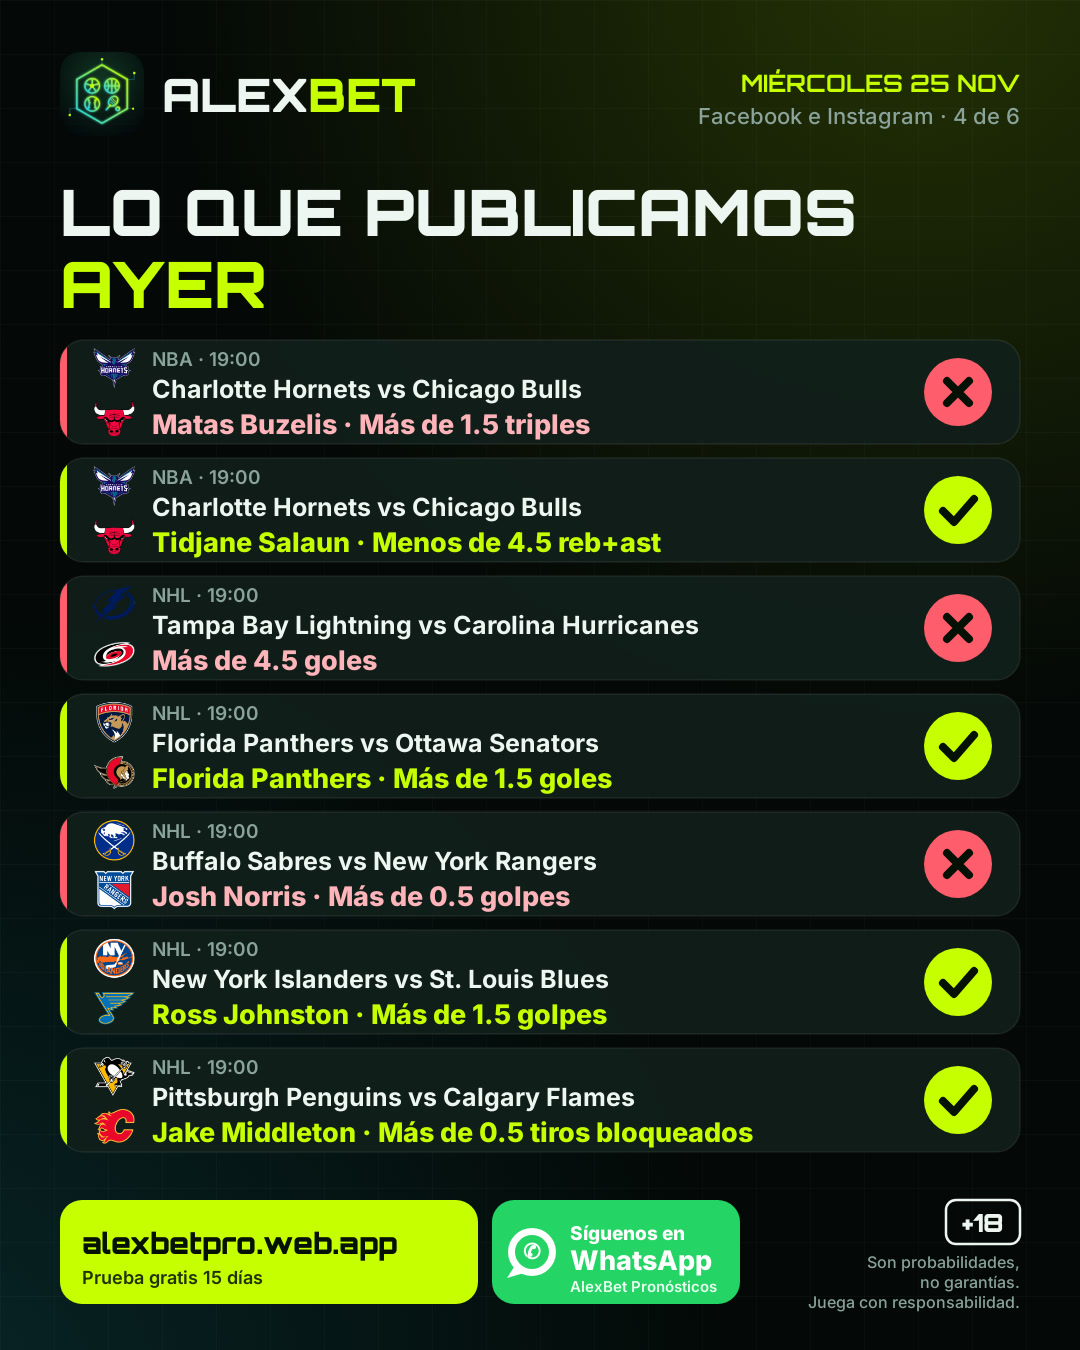 ALEXBET
MIÉRCOLES 25 NOV
Facebook e Instagram · 4 de 6
LO QUE PUBLICAMOS
AYER
HORNETS
NBA · 19:00
Charlotte Hornets vs Chicago Bulls
Matas Buzelis · Más de 1.5 triples
HORNETS
NBA · 19:00
Charlotte Hornets vs Chicago Bulls
Tidjane Salaun · Menos de 4.5 reb+ast
NHL · 19:00
Tampa Bay Lightning vs Carolina Hurricanes
Más de 4.5 goles
FLORIDA
NHL · 19:00
Florida Panthers vs Ottawa Senators
Florida Panthers · Más de 1.5 goles
NHL · 19:00
Buffalo Sabres vs New York Rangers
NEW YORK
RANGERS
Josh Norris · Más de 0.5 golpes
NY
NHL · 19:00
New York Islanders vs St. Louis Blues
Ross Johnston · Más de 1.5 golpes
NHL · 19:00
Pittsburgh Penguins vs Calgary Flames
C
Jake Middleton · Más de 0.5 tiros bloqueados
alexbetpro.web.app
Prueba gratis 15 días
Síguenos en
WhatsApp
AlexBet Pronósticos
+18
Son probabilidades,
no garantías.
Juega con responsabilidad.